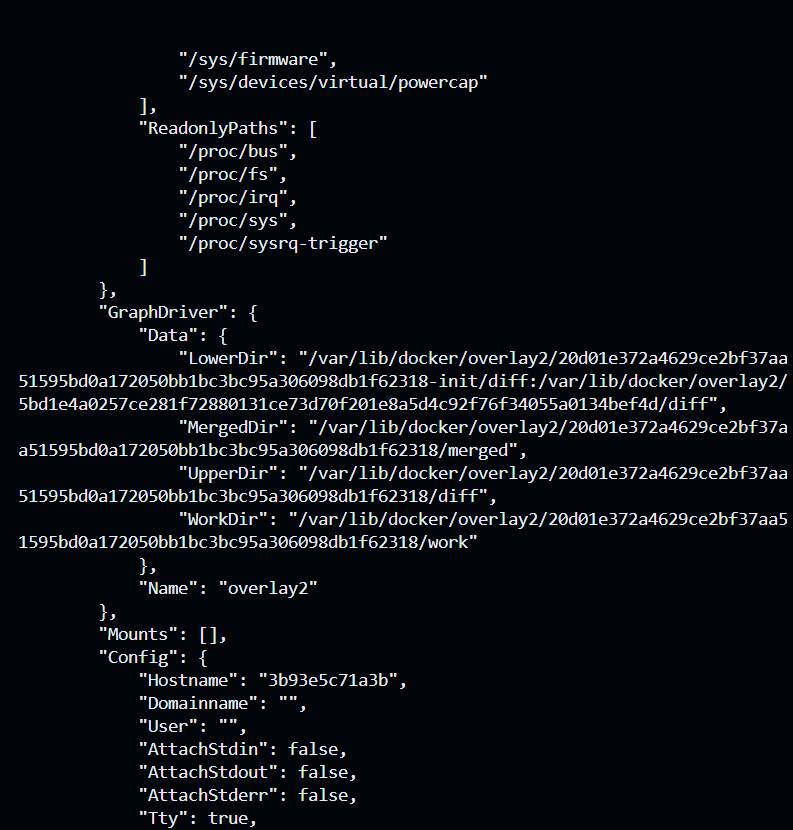 "/sys/firmware",
"/sys/devices/virtual/powercap"
],
"ReadonlyPaths": [
"/proc/bus",
"/proc/fs",
"/proc/irq",
"/proc/sys",
"/proc/sysrq-trigger"
]
},
"GraphDriver": {
"Data": {
"LowerDir": "/var/lib/docker/overlay2/20d01e372a4629ce2bf37aa
51595bd0a172050bb1bc3bc95a306098db1f62318-init/diff:/var/lib/docker/overlay2/
5bd1e4a0257ce281f72880131ce73d70f201e8a5d4c92f76f34055a0134bef4d/diff",
"MergedDir": "/var/lib/docker/overlay2/20d01e372a4629ce2bf37a
a51595bd0a172050bb1bc3bc95a306098db1f62318/merged",
"UpperDir": "/var/lib/docker/overlay2/20d01e372a4629ce2bf37aa
51595bd0a172050bb1bc3bc95a306098db1f62318/diff",
"WorkDir": "/var/lib/docker/overlay2/20d01e372a4629ce2bf37aa5
1595bd0a172050bb1bc3bc95a306098db1f62318/work"
},
"Name": "overlay2"
},
"Mounts": [],
"Config": {
"Hostname": "3b93e5c71a3b",
"Domainname": "",
"User": "",
"AttachStdin": false,
"AttachStdout": false,
"AttachStderr": false,
"Tty": true,